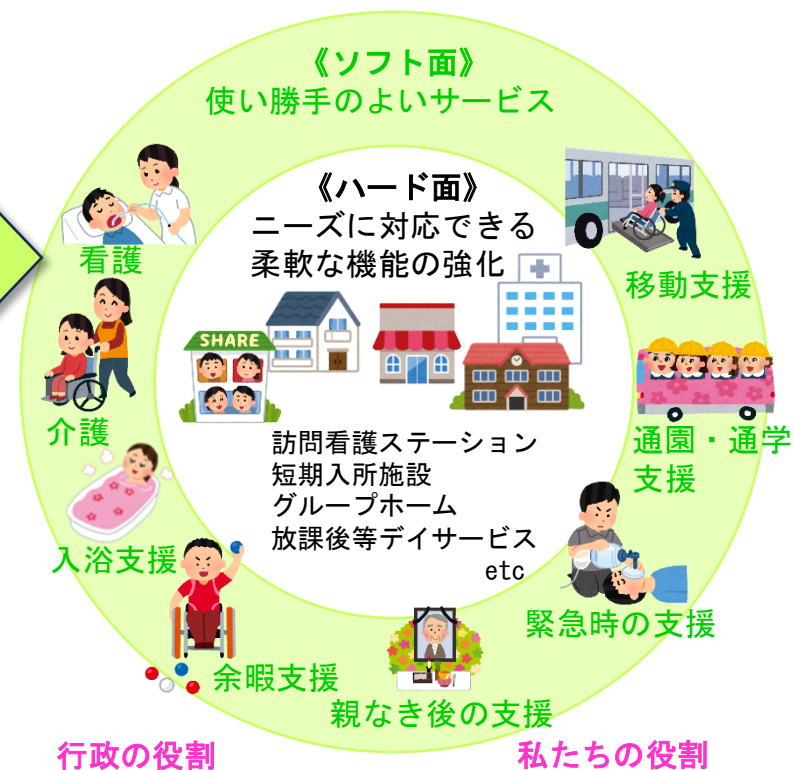 《ソフト面》
使い勝手のよいサービス
《ハード面》
ニーズに対応できる
柔軟な機能の強化
SHARE
看護
介護
入浴支援
余暇支援
親なき後の支援
緊急時の支援
通園・通学
支援
移動支援
訪問看護ステーション
短期入所施設
グループホーム
放課後等デイサービス
etc
行政の役割
私たちの役割